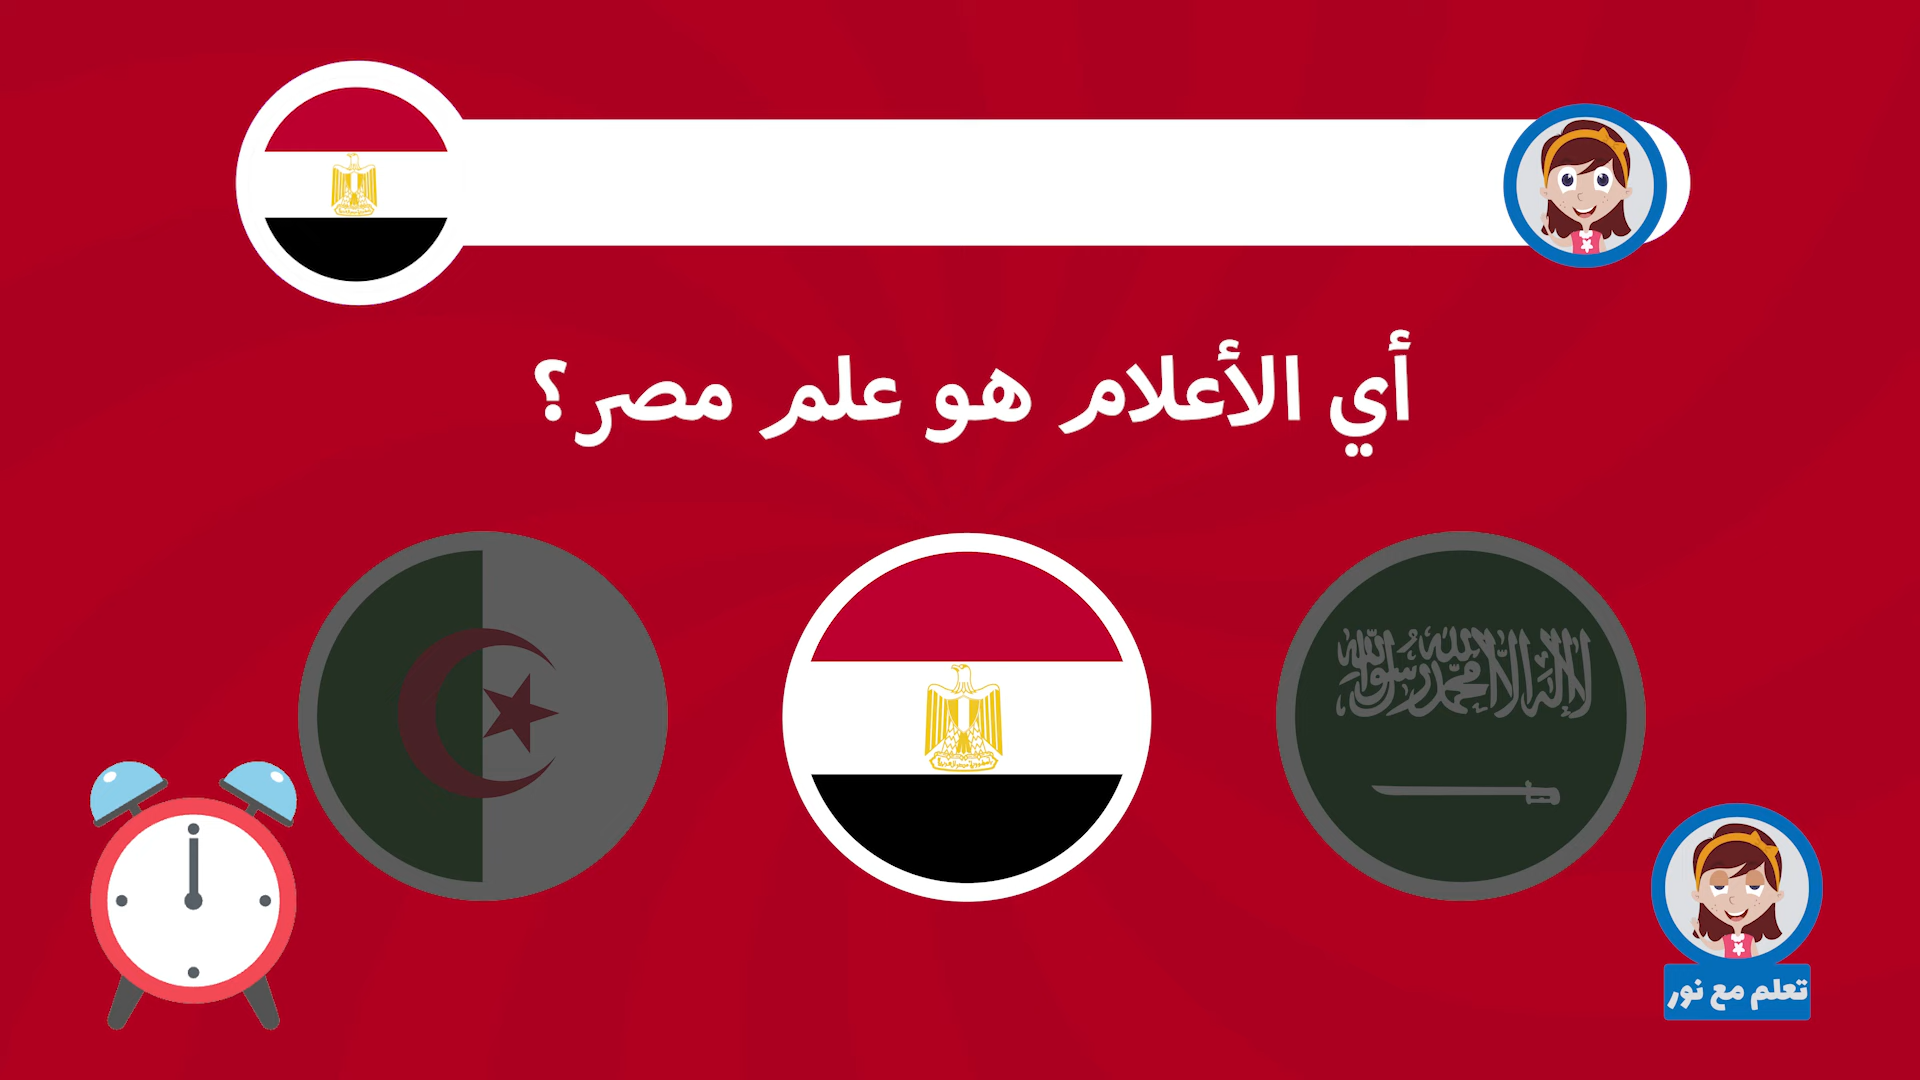 أي الأعلام هو علم مصر؟
لا إله إلا الله محمد رسول الله
تعلم مع نور